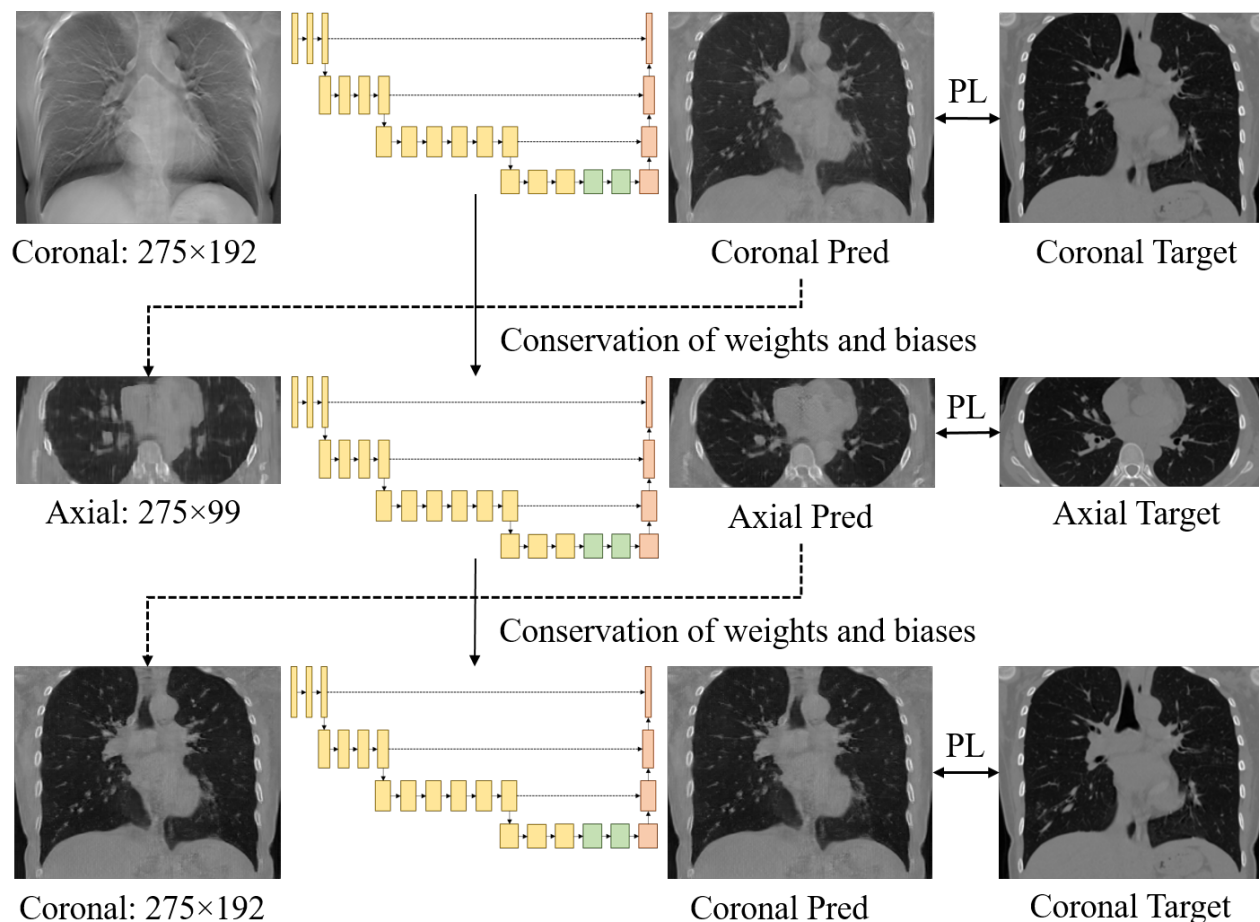 PL
Coronal: 275×192
Coronal Pred
Coronal Target
Conservation of weights and biases
PL
Axial: 275×99
Axial Pred
Axial Target
Conservation of weights and biases
PL
Coronal: 275×192
Coronal Pred
Coronal Target